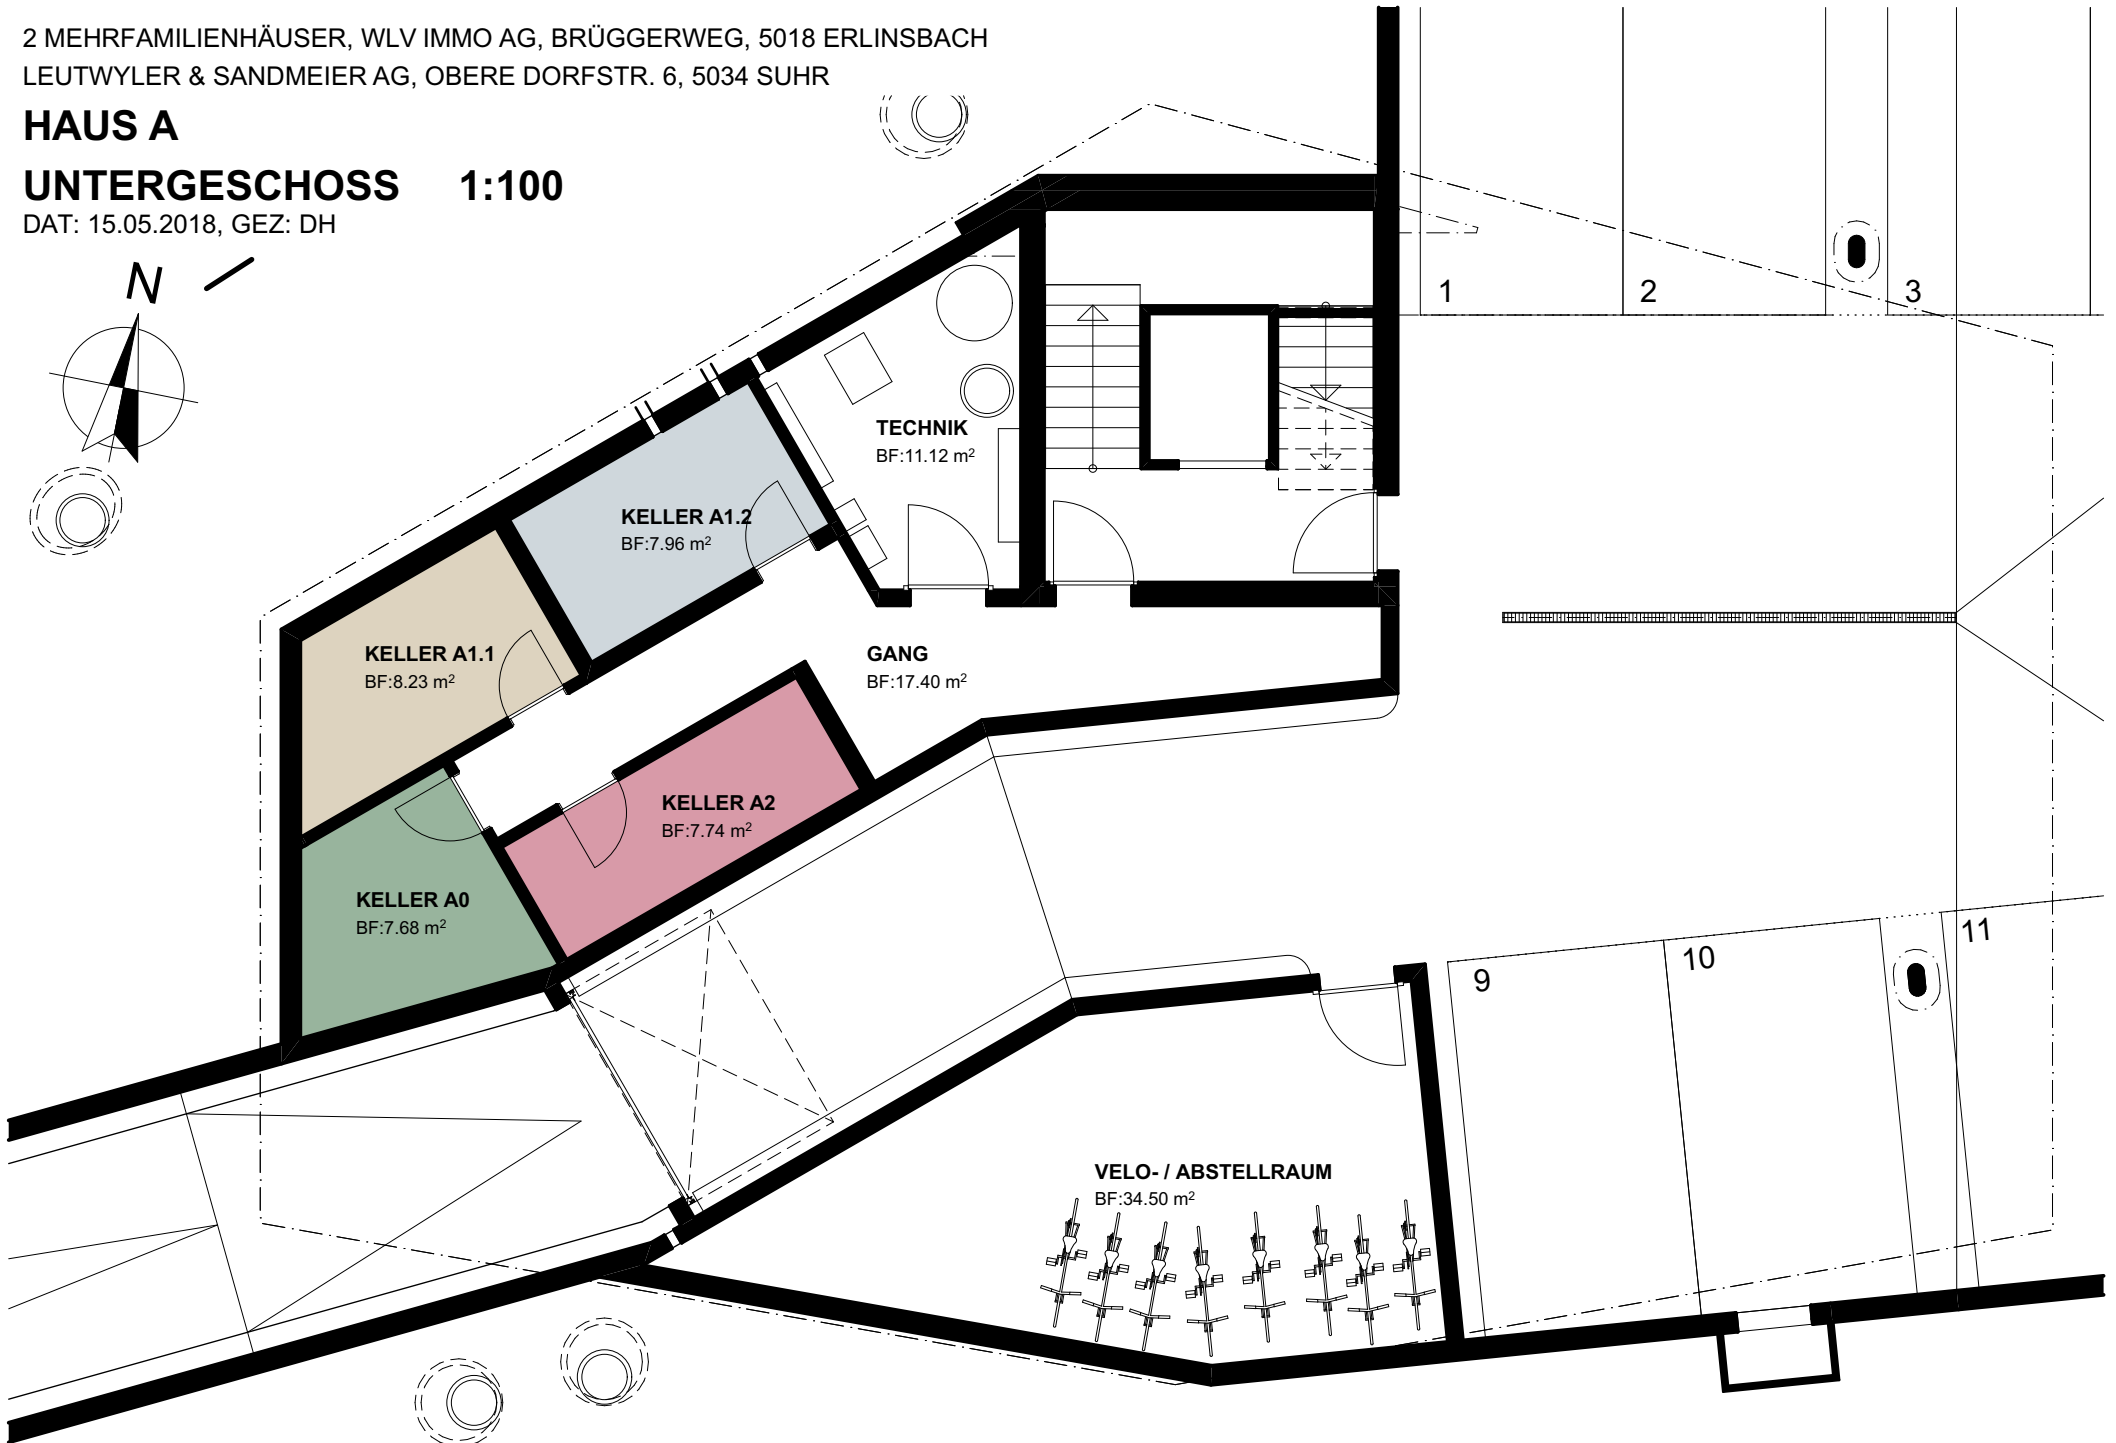 2 MEHRFAMILIENHÄUSER, WLV IMMO AG, BRÜGGERWEG, 5018 ERLINSBACH
LEUTWYLER & SANDMEIER AG, OBERE DORFSTR. 6, 5034 SUHR
HAUS A
UNTERGESCHOSS 1:100
DAT: 15.05.2018, GEZ: DH
N
1 2 3
TECHNIK
BF:11.12 m²
KELLER A1.2
BF:7.96 m²
KELLER A1.1
BF:8.23 m²
GANG
BF:17.40 m²
KELLER A2
BF:7.74 m²
KELLER A0
BF:7.68 m²
9 10 11
VELO- / ABSTELLRAUM
BF:34.50 m²